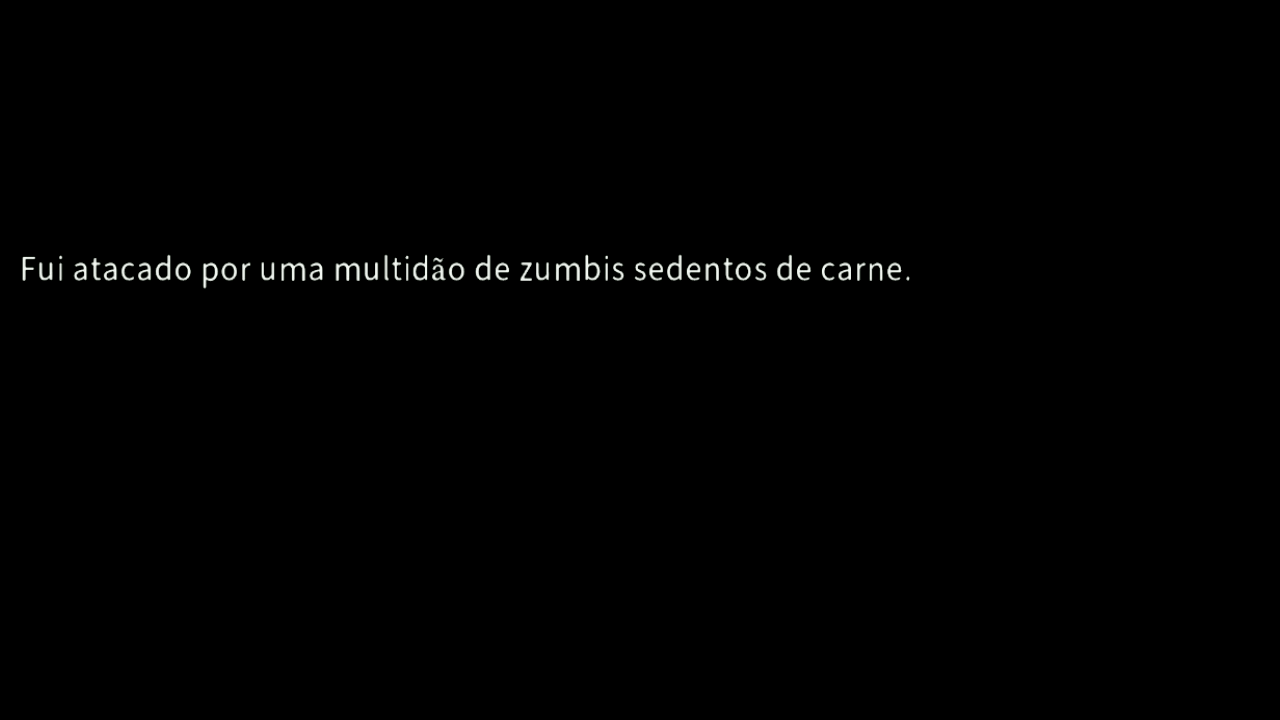 Fui atacado por uma multidão de zumbis sedentos de carne.